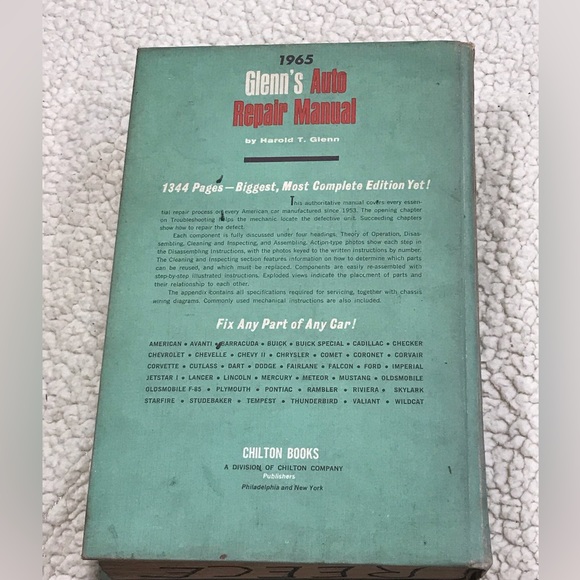 1965
Glenn's Auto
Repair Manual
by Harold T. Glenn
1344 Pages—Biggest, Most Complete Edition Yet!
This authoritative manual covers every essen-
tial repair process on every American car manufactured since 1953. The opening chapter
on Troubleshooting helps the mechanic locate the defective unit. Succeeding chapters
show how to repair the defect.
Each component is fully discussed under four headings, Theory of Operation, Disas-
sembling, Cleaning and Inspecting, and Assembling. Action-type photos show each step in
the Disassembling Instructions, with the photos keyed to the written instructions by number.
The Cleaning and Inspecting section features information on how to determine which parts
can be reused, and which must be replaced. Components are easily re-assembled with
step-by-step illustrated instructions. Exploded views indicate the placement of parts and
their relationship to each other.
The appendix contains all specifications required for servicing, together with chassis
wiring diagrams. Commonly used mechanical instructions are also included.
Fix Any Part of Any Car!
AMERICAN • AVANTI • BARRACUDA • BUICK • BUICK SPECIAL • CADILLAC • CHECKER
CHEVROLET • CHEVELLE • CHEVY II • CHRYSLER • COMET • CORONET • CORVAIR
CORVETTE • CUTLASS • DART • DODGE • FAIRLANE • FALCON • FORD • IMPERIAL
JETSTAR I • LANCER • LINCOLN • MERCURY • METEOR • MUSTANG • OLDSMOBILE
OLDSMOBILE F-85 • PLYMOUTH • PONTIAC • RAMBLER • RIVIERA • SKYLARK
STARFIRE • STUDEBAKER • TEMPEST • THUNDERBIRD • VALIANT • WILDCAT
CHILTON BOOKS
A DIVISION OF CHILTON COMPANY
Publishers
Philadelphia and New York
REECE